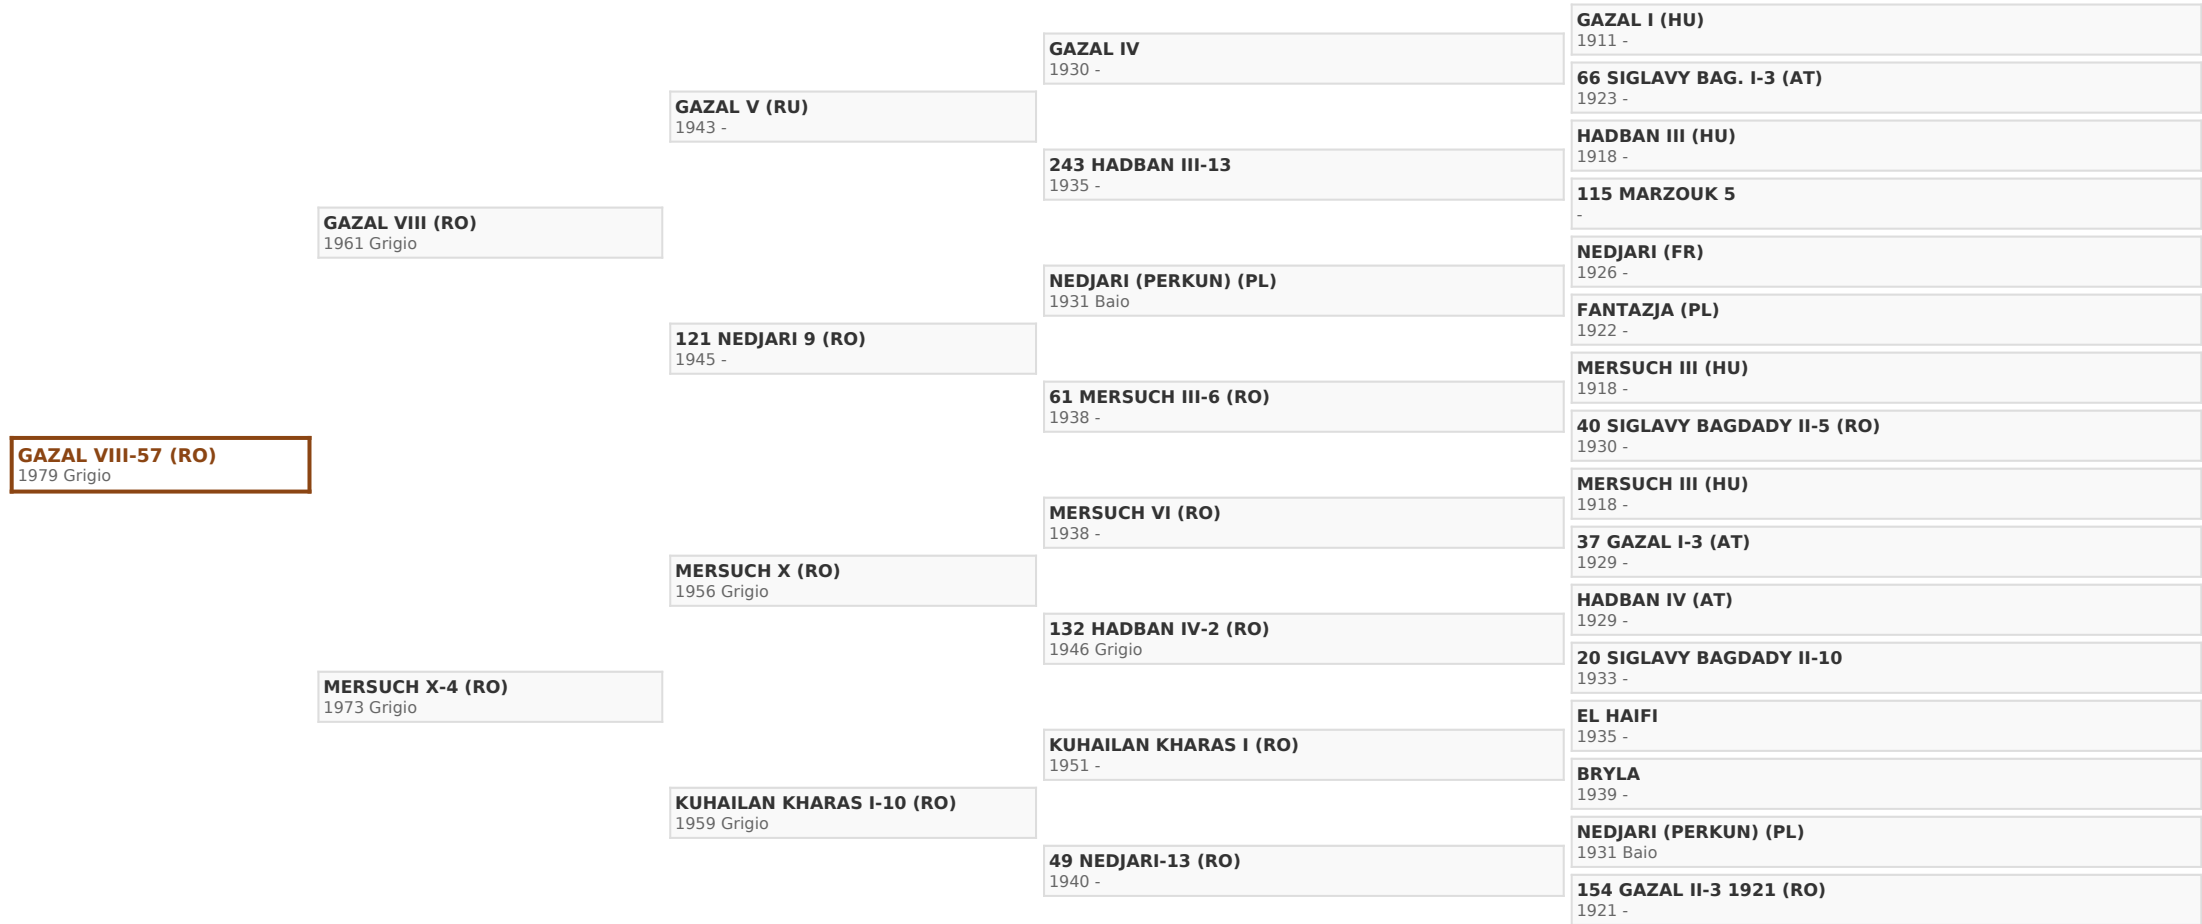 GAZAL VIII-57 (RO)
1979 Grigio
GAZAL VIII (RO)
1961 Grigio
MERSUCH X-4 (RO)
1973 Grigio
GAZAL V (RU)
1943 -
121 NEDJARI 9 (RO)
1945 -
MERSUCH X (RO)
1956 Grigio
KUHAILAN KHARAS I-10 (RO)
1959 Grigio
GAZAL IV
1930 -
243 HADBAN III-13
1935 -
NEDJARI (PERKUN) (PL)
1931 Baio
61 MERSUCH III-6 (RO)
1938 -
MERSUCH VI (RO)
1938 -
132 HADBAN IV-2 (RO)
1946 Grigio
KUHAILAN KHARAS I (RO)
1951 -
49 NEDJARI-13 (RO)
1940 -
GAZAL I (HU)
1911 -
66 SIGLAVY BAG. I-3 (AT)
1923 -
HADBAN III (HU)
1918 -
115 MARZOUK 5
-
NEDJARI (FR)
1926 -
FANTAZJA (PL)
1922 -
MERSUCH III (HU)
1918 -
40 SIGLAVY BAGDADY II-5 (RO)
1930 -
MERSUCH III (HU)
1918 -
37 GAZAL I-3 (AT)
1929 -
HADBAN IV (AT)
1929 -
20 SIGLAVY BAGDADY II-10
1933 -
EL HAIFI
1935 -
BRYLA
1939 -
NEDJARI (PERKUN) (PL)
1931 Baio
154 GAZAL II-3 1921 (RO)
1921 -